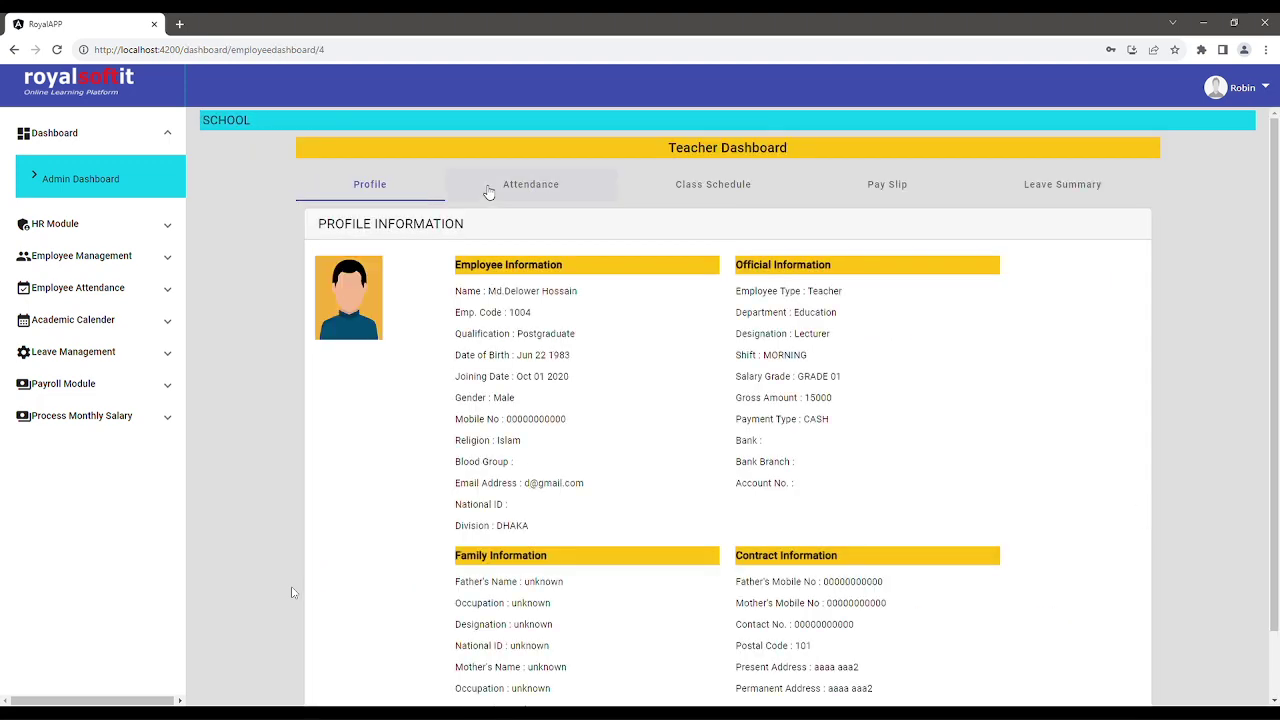 RoyalAPP
http://localhost:4200/dashboard/employeedashboard/4
royalsoftit
Online Learning Platform
Robin
Dashboard
Admin Dashboard
HR Module
Employee Management
Employee Attendance
Academic Calender
Leave Management
Payroll Module
Process Monthly Salary
SCHOOL
Teacher Dashboard
Profile
Attendance
Class Schedule
Pay Slip
Leave Summary
PROFILE INFORMATION
Employee Information
Name : Md.Delower Hossain
Emp. Code : 1004
Qualification : Postgraduate
Date of Birth : Jun 22 1983
Joining Date : Oct 01 2020
Gender : Male
Mobile No : 00000000000
Religion : Islam
Blood Group :
Email Address : d@gmail.com
National ID :
Division : DHAKA
Official Information
Employee Type : Teacher
Department : Education
Designation : Lecturer
Shift : MORNING
Salary Grade : GRADE 01
Gross Amount : 15000
Payment Type : CASH
Bank :
Bank Branch :
Account No. :
Family Information
Father's Name : unknown
Occupation : unknown
Designation : unknown
National ID : unknown
Mother's Name : unknown
Occupation : unknown
Contract Information
Father's Mobile No : 00000000000
Mother's Mobile No : 00000000000
Contact No. : 00000000000
Postal Code : 101
Present Address : aaaa aaa2
Permanent Address : aaaa aaa2